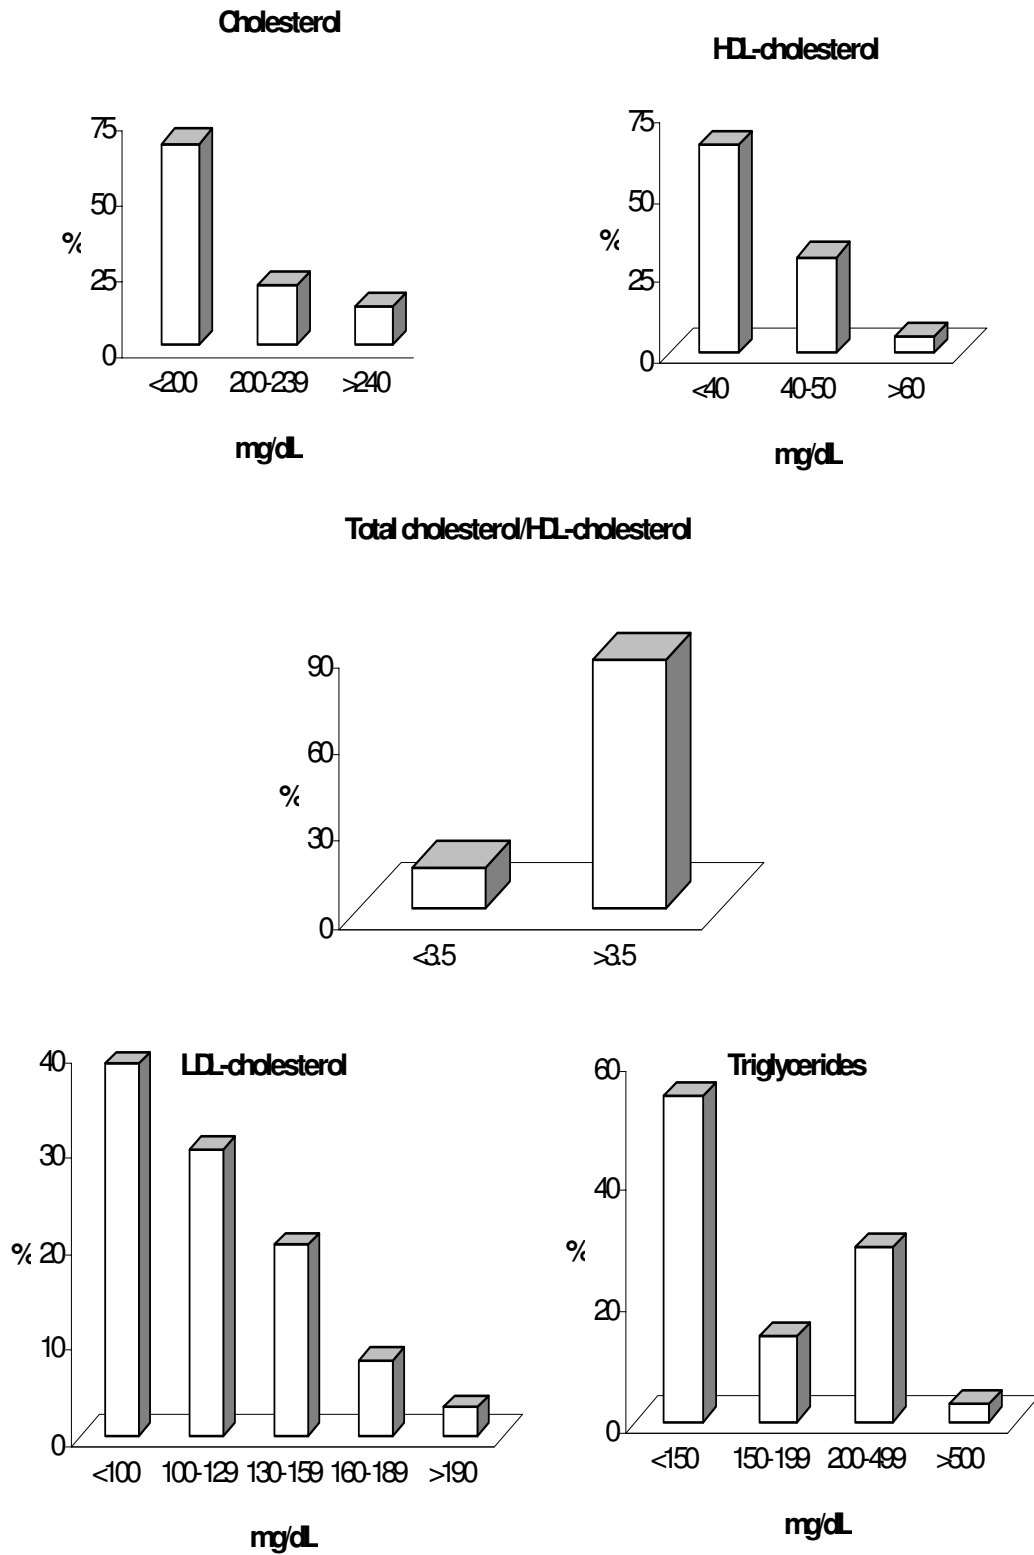 Cholesterol
75
50
%
25
0
<200 200-239 >240
mg/dL
HDL-cholesterol
75
50
%
25
0
<40 40-50 >60
mg/dL
Total cholesterol/HDL-cholesterol
90
60
%
30
0
<3.5 >3.5
LDL-cholesterol
40
30
% 20
10
0
<100 100-129 130-159 160-189 >190
mg/dL
Triglycerides
60
40
%
20
0
<150 150-199 200-499 >500
mg/dL